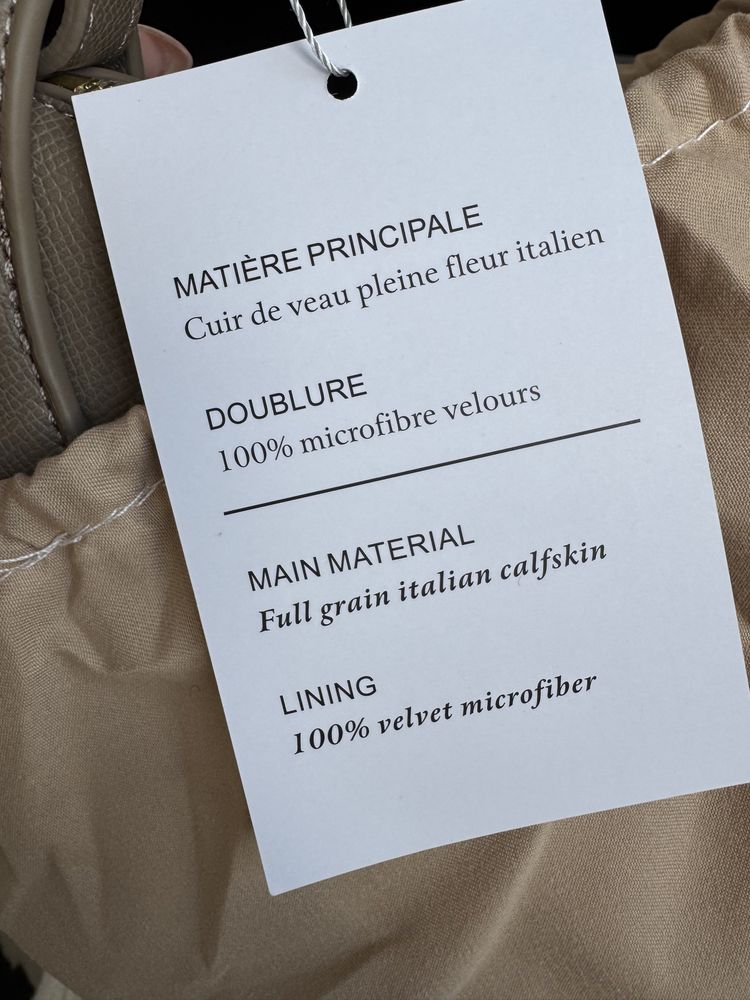 MATIÈRE PRINCIPALE
Cuir de veau pleine fleur italien
DOUBLURE
100% microfibre velours
MAIN MATERIAL
Full grain italian calfskin
LINING
100% velvet microfiber